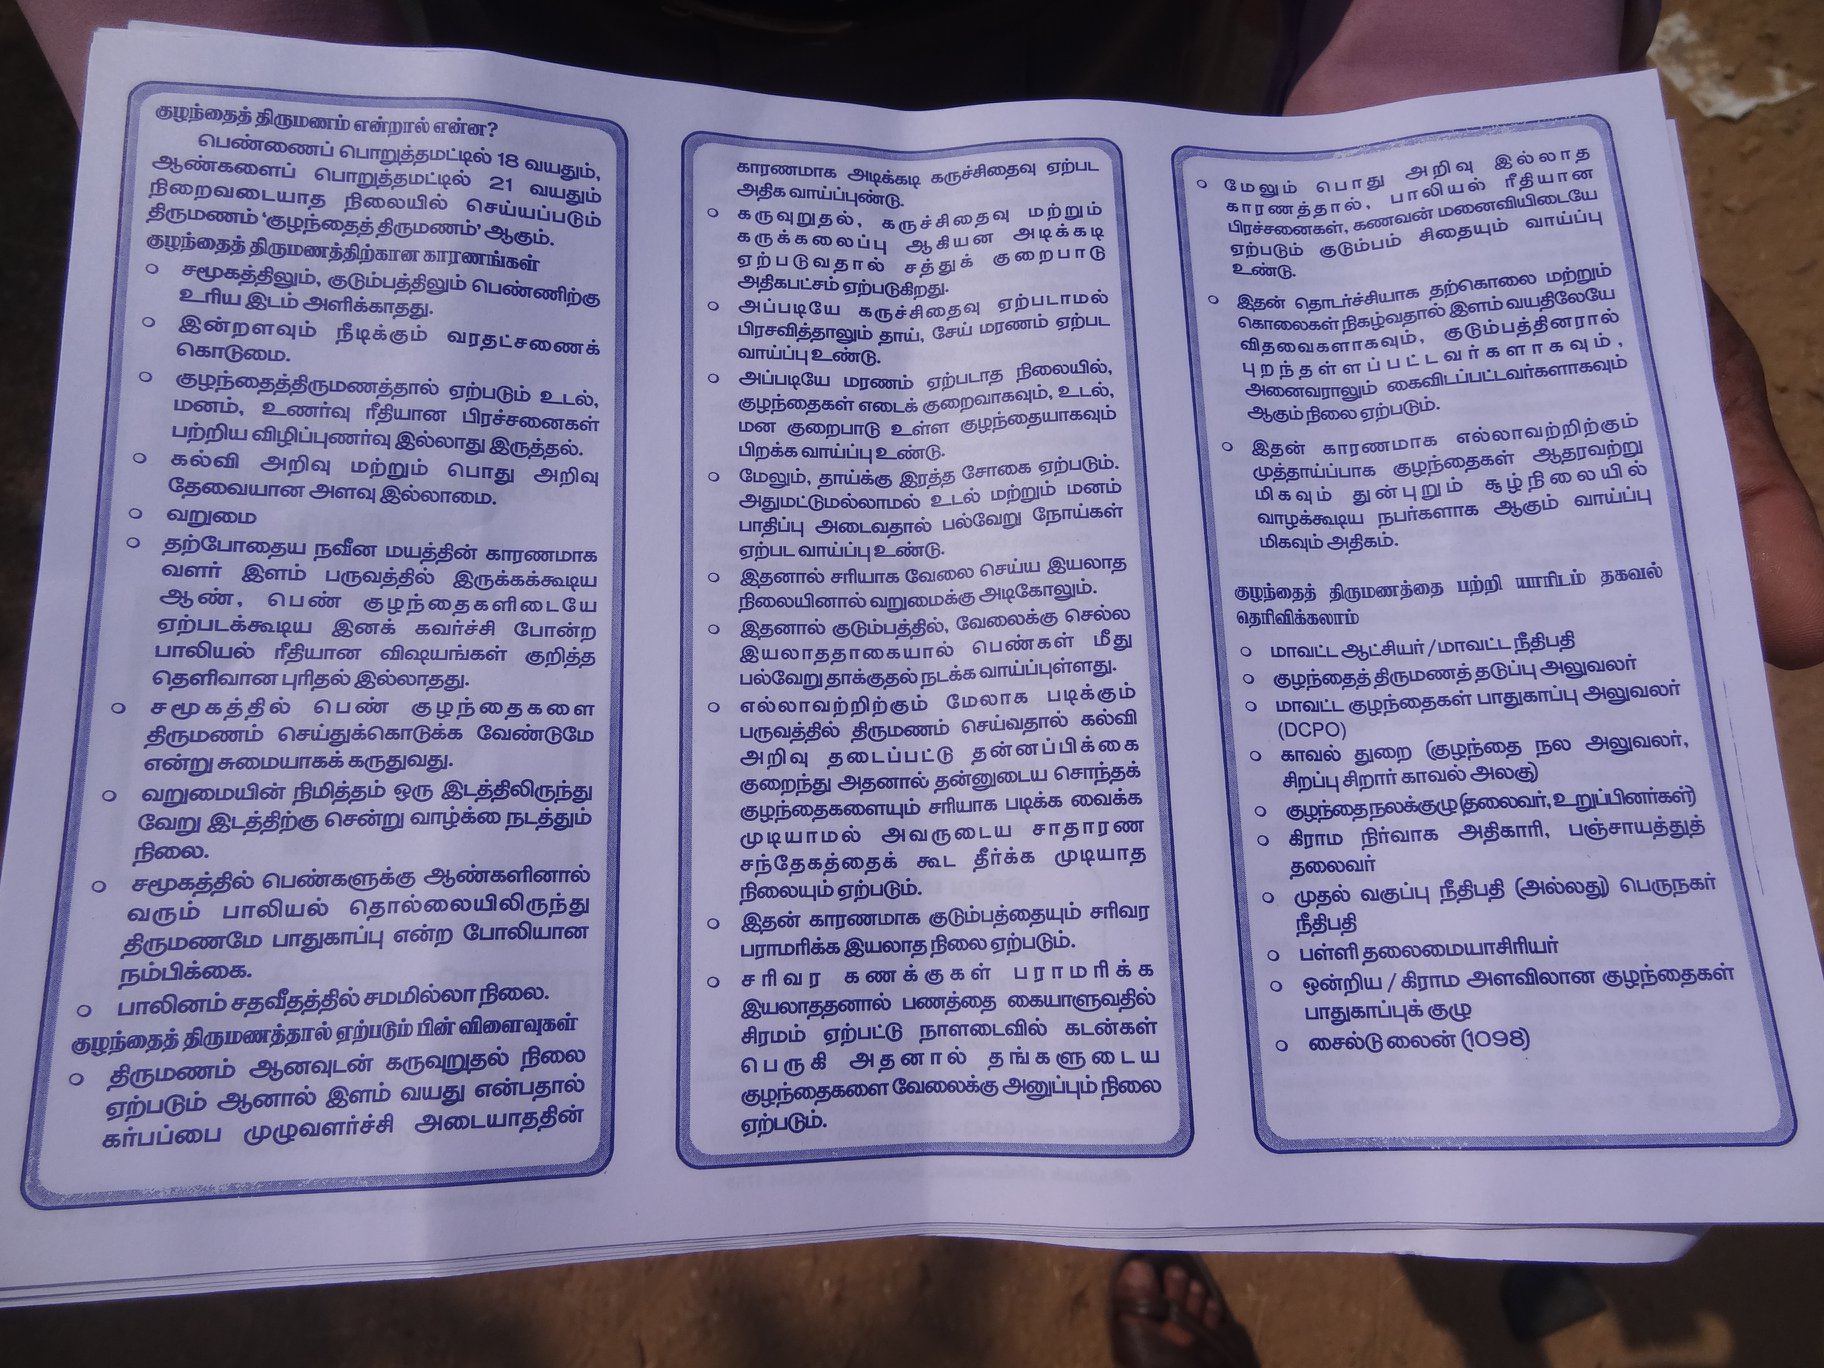 குழந்தைத் திருமணம் என்றால் என்ன?
பெண்ணைப் பொறுத்தமட்டில் 18 வயதும்,
ஆண்களைப் பொறுத்தமட்டில் 21 வயதும்
நிறைவடையாத நிலையில் செய்யப்படும்
திருமணம் 'குழந்தைத் திருமணம்' ஆகும்.
குழந்தைத் திருமணத்திற்கான காரணங்கள்
○ சமூகத்திலும், குடும்பத்திலும் பெண்ணிற்கு
உரிய இடம் அளிக்காதது.
○ இன்றளவும் நீடிக்கும் வரதட்சணைக்
கொடுமை.
○ குழந்தைத்திருமணத்தால் ஏற்படும் உடல்,
மனம், உணர்வு ரீதியான பிரச்சனைகள்
பற்றிய விழிப்புணர்வு இல்லாது இருத்தல்.
○ கல்வி அறிவு மற்றும் பொது அறிவு
தேவையான அளவு இல்லாமை.
○ வறுமை
○ தற்போதைய நவீன மயத்தின் காரணமாக
வளர் இளம் பருவத்தில் இருக்கக்கூடிய
ஆண், பெண் குழந்தைகளிடையே
ஏற்படக்கூடிய இனக் கவர்ச்சி போன்ற
பாலியல் ரீதியான விஷயங்கள் குறித்த
தெளிவான புரிதல் இல்லாதது.
○ சமூகத்தில் பெண் குழந்தைகளை
திருமணம் செய்துக்கொடுக்க வேண்டுமே
என்று சுமையாகக் கருதுவது.
○ வறுமையின் நிமித்தம் ஒரு இடத்திலிருந்து
வேறு இடத்திற்கு சென்று வாழ்க்கை நடத்தும்
நிலை.
○ சமூகத்தில் பெண்களுக்கு ஆண்களினால்
வரும் பாலியல் தொல்லையிலிருந்து
திருமணமே பாதுகாப்பு என்ற போலியான
நம்பிக்கை.
○ பாலினம் சதவீதத்தில் சமமில்லா நிலை.
குழந்தைத் திருமணத்தால் ஏற்படும் பின் விளைவுகள்
○ திருமணம் ஆனவுடன் கருவுறுதல் நிலை
ஏற்படும் ஆனால் இளம் வயது என்பதால்
கர்பப்பை முழுவளர்ச்சி அடையாததின்
காரணமாக அடிக்கடி கருச்சிதைவு ஏற்பட
அதிக வாய்ப்புண்டு.
○ கருவுறுதல், கருச்சிதைவு மற்றும்
கருக்கலைப்பு ஆகியன அடிக்கடி
ஏற்படுவதால் சத்துக் குறைபாடு
அதிகபட்சம் ஏற்படுகிறது.
○ அப்படியே கருச்சிதைவு ஏற்படாமல்
பிரசவித்தாலும் தாய், சேய் மரணம் ஏற்பட
வாய்ப்பு உண்டு.
○ அப்படியே மரணம் ஏற்படாத நிலையில்,
குழந்தைகள் எடைக் குறைவாகவும், உடல்,
மன குறைபாடு உள்ள குழந்தையாகவும்
பிறக்க வாய்ப்பு உண்டு.
○ மேலும், தாய்க்கு இரத்த சோகை ஏற்படும்.
அதுமட்டுமல்லாமல் உடல் மற்றும் மனம்
பாதிப்பு அடைவதால் பல்வேறு நோய்கள்
ஏற்பட வாய்ப்பு உண்டு.
○ இதனால் சரியாக வேலை செய்ய இயலாத
நிலையினால் வறுமைக்கு அடிகோலும்.
○ இதனால் குடும்பத்தில், வேலைக்கு செல்ல
இயலாததாகையால் பெண்கள் மீது
பல்வேறு தாக்குதல் நடக்க வாய்ப்புள்ளது.
○ எல்லாவற்றிற்கும் மேலாக படிக்கும்
பருவத்தில் திருமணம் செய்வதால் கல்வி
அறிவு தடைப்பட்டு தன்னப்பிக்கை
குறைந்து அதனால் தன்னுடைய சொந்தக்
குழந்தைகளையும் சரியாக படிக்க வைக்க
முடியாமல் அவருடைய சாதாரண
சந்தேகத்தைக் கூட தீர்க்க முடியாத
நிலையும் ஏற்படும்.
○ இதன் காரணமாக குடும்பத்தையும் சரிவர
பராமரிக்க இயலாத நிலை ஏற்படும்.
○ சரிவர கணக்குகள் பராமரிக்க
இயலாததனால் பணத்தை கையாளுவதில்
சிரமம் ஏற்பட்டு நாளடைவில் கடன்கள்
பெருகி அதனால் தங்களுடைய
குழந்தைகளை வேலைக்கு அனுப்பும் நிலை
ஏற்படும்.
○ மேலும் பொது அறிவு இல்லாத
காரணத்தால், பாலியல் ரீதியான
பிரச்சனைகள், கணவன் மனைவியிடையே
ஏற்படும் குடும்பம் சிதையும் வாய்ப்பு
உண்டு.
○ இதன் தொடர்ச்சியாக தற்கொலை மற்றும்
கொலைகள் நிகழ்வதால் இளம் வயதிலேயே
விதவைகளாகவும், குடும்பத்தினரால்
புறந்தள்ளப்பட்டவர்களாகவும்,
அனைவராலும் கைவிடப்பட்டவர்களாகவும்
ஆகும் நிலை ஏற்படும்.
○ இதன் காரணமாக எல்லாவற்றிற்கும்
முத்தாய்ப்பாக குழந்தைகள் ஆதரவற்று
மிகவும் துன்புறும் சூழ்நிலையில்
வாழக்கூடிய நபர்களாக ஆகும் வாய்ப்பு
மிகவும் அதிகம்.
குழந்தைத் திருமணத்தை பற்றி யாரிடம் தகவல்
தெரிவிக்கலாம்
○ மாவட்ட ஆட்சியர் / மாவட்ட நீதிபதி
○ குழந்தைத் திருமணத் தடுப்பு அலுவலர்
○ மாவட்ட குழந்தைகள் பாதுகாப்பு அலுவலர்
(DCPO)
○ காவல் துறை (குழந்தை நல அலுவலர்,
சிறப்பு சிறார் காவல் அலகு)
○ குழந்தைநலக்குழு (தலைவர், உறுப்பினர்கள்)
○ கிராம நிர்வாக அதிகாரி, பஞ்சாயத்துத்
தலைவர்
○ முதல் வகுப்பு நீதிபதி (அல்லது) பெருநகர்
நீதிபதி
○ பள்ளி தலைமையாசிரியர்
○ ஒன்றிய / கிராம அளவிலான குழந்தைகள்
பாதுகாப்புக் குழு
○ சைல்டு லைன் (1098)